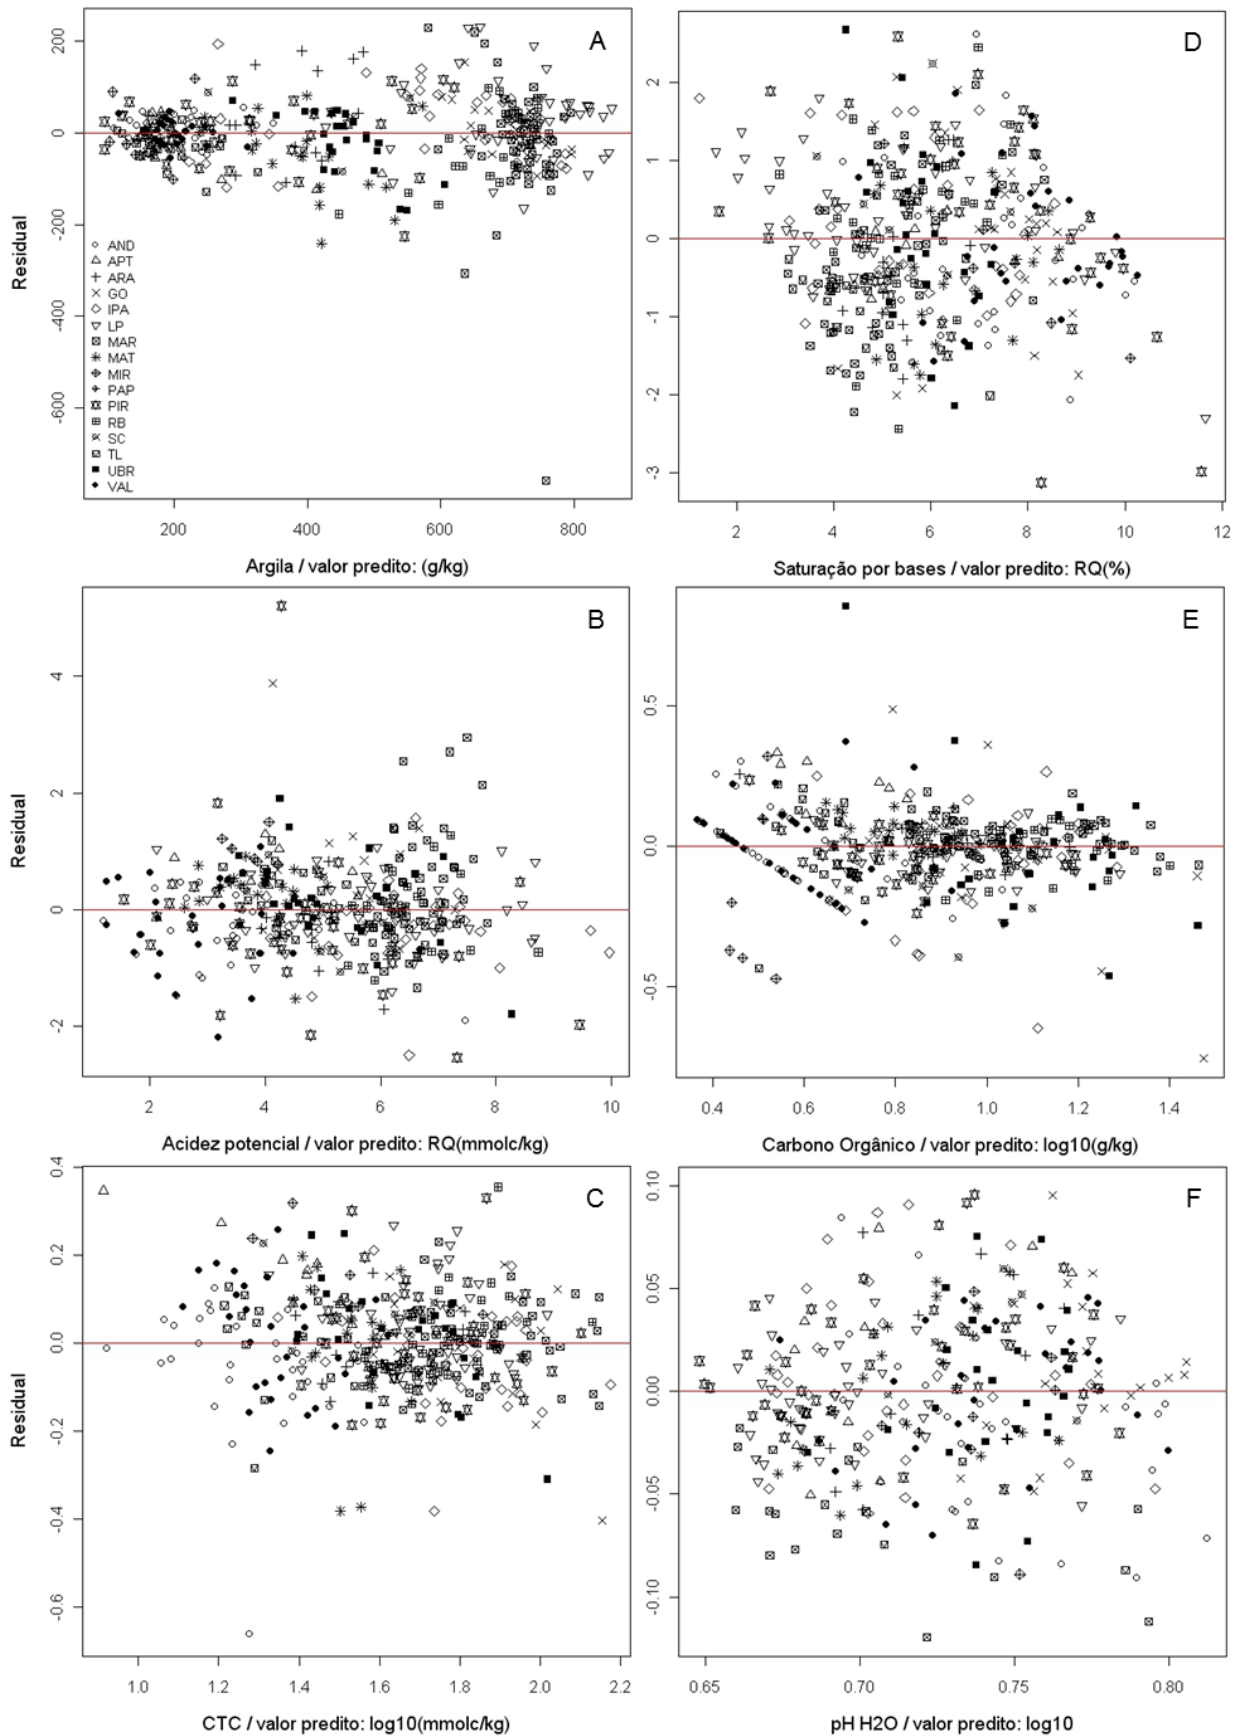 A
Residual
200
0
-200
-400
-600
AND
APT
ARA
GO
IPA
LP
MAR
MAT
MIR
PAP
PIR
RB
SC
TL
UBR
VAL
200 400 600 800
Argila / valor predito: (g/kg)
D
2
1
0
-1
-2
-3
2 4 6 8 10 12
Saturação por bases / valor predito: RQ(%)
B
Residual
4
2
0
-2
2 4 6 8 10
Acidez potencial / valor predito: RQ(mmolc/kg)
E
0.5
0.0
-0.5
0.4 0.6 0.8 1.0 1.2 1.4
Carbono Orgânico / valor predito: log10(g/kg)
C
Residual
0.4
0.2
0.0
-0.2
-0.4
-0.6
1.0 1.2 1.4 1.6 1.8 2.0 2.2
CTC / valor predito: log10(mmolc/kg)
F
0.10
0.05
0.00
-0.05
-0.10
0.65 0.70 0.75 0.80
pH H2O / valor predito: log10